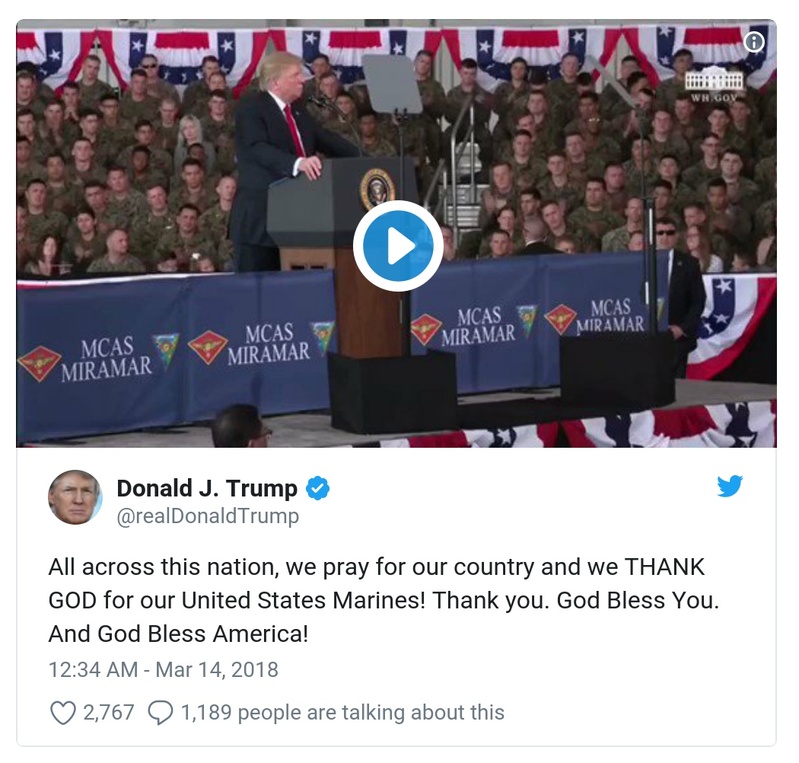 WH.GOV
MCAS
MIRAMAR
MCAS
MIRAMAR
MCAS
MIRAMAR
MCAS
MIRAMAR
Donald J. Trump
@realDonaldTrump
All across this nation, we pray for our country and we THANK
GOD for our United States Marines! Thank you. God Bless You.
And God Bless America!
12:34 AM - Mar 14, 2018
2,767 1,189 people are talking about this